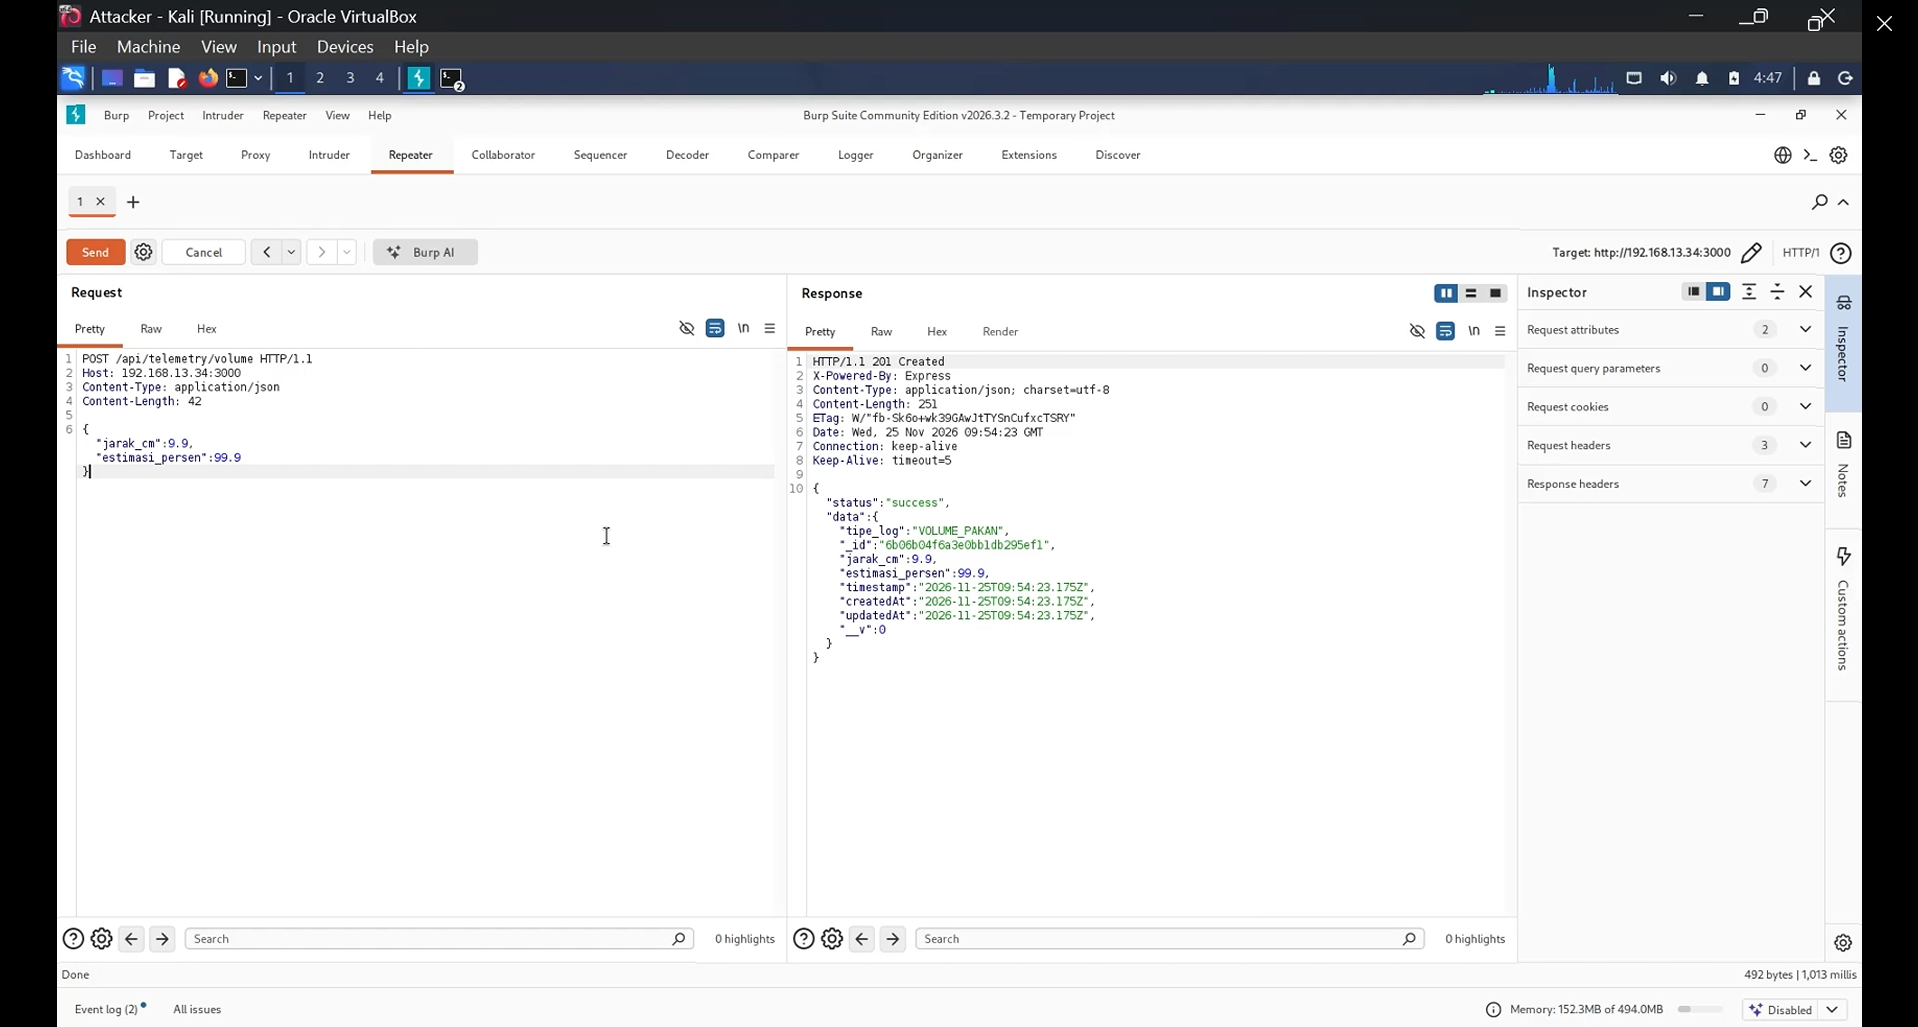 Attacker - Kali [Running] - Oracle VirtualBox
File Machine View Input Devices Help
1 2 3 4 2 4:47
Burp Project Intruder Repeater View Help Burp Suite Community Edition v2026.3.2 - Temporary Project
Dashboard Target Proxy Intruder Repeater Collaborator Sequencer Decoder Comparer Logger Organizer Extensions Discover
1
Send Cancel Burp AI Target: http://192.168.13.34:3000 HTTP/1
Request
Pretty Raw Hex \n
1 POST /api/telemetry/volume HTTP/1.1
2 Host: 192.168.13.34:3000
3 Content-Type: application/json
4 Content-Length: 42
5
6 {
"jarak_cm":9.9,
"estimasi_persen":99.9
}
Search 0 highlights
Response
Pretty Raw Hex Render \n
1 HTTP/1.1 201 Created
2 X-Powered-By: Express
3 Content-Type: application/json; charset=utf-8
4 Content-Length: 251
5 ETag: W/"fb-Sk6o+wk39GAwJtTYSnCufxcTSRY"
6 Date: Wed, 25 Nov 2026 09:54:23 GMT
7 Connection: keep-alive
8 Keep-Alive: timeout=5
9
10 {
"status":"success",
"data":{
"tipe_log":"VOLUME_PAKAN",
"_id":"6b06b04f6a3e0bb1db295ef1",
"jarak_cm":9.9,
"estimasi_persen":99.9,
"timestamp":"2026-11-25T09:54:23.175Z",
"createdAt":"2026-11-25T09:54:23.175Z",
"updatedAt":"2026-11-25T09:54:23.175Z",
"__v":0
}
}
Search 0 highlights
Inspector
Request attributes 2
Request query parameters 0
Request cookies 0
Request headers 3
Response headers 7
Inspector
Notes
Custom actions
Done 492 bytes | 1,013 millis
Event log (2) All issues Memory: 152.3MB of 494.0MB Disabled